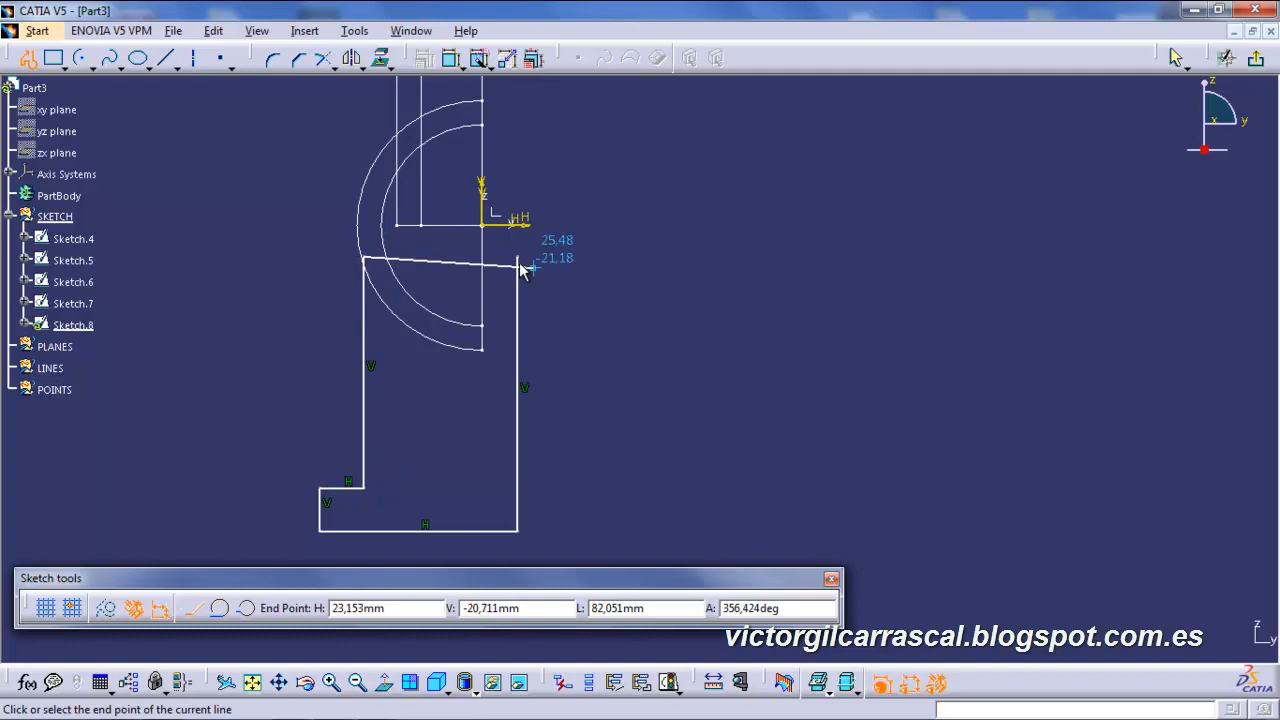 CATIA V5 - [Part3]
Start ENOVIA V5 VPM File Edit View Insert Tools Window Help
Part3
xy plane
yz plane
zx plane
Axis Systems
PartBody
SKETCH
Sketch.4
Sketch.5
Sketch.6
Sketch.7
Sketch.8
PLANES
LINES
POINTS
z
x
y
V
z
H H
25,48
-21,18
V
V
H
V
H
Sketch tools
End Point: H: 23,153mm V: -20,711mm L: 82,051mm A: 356,424deg
victorgilcarrascal.blogspot.com.es
z
y
f(x)
CATIA
Click or select the end point of the current line